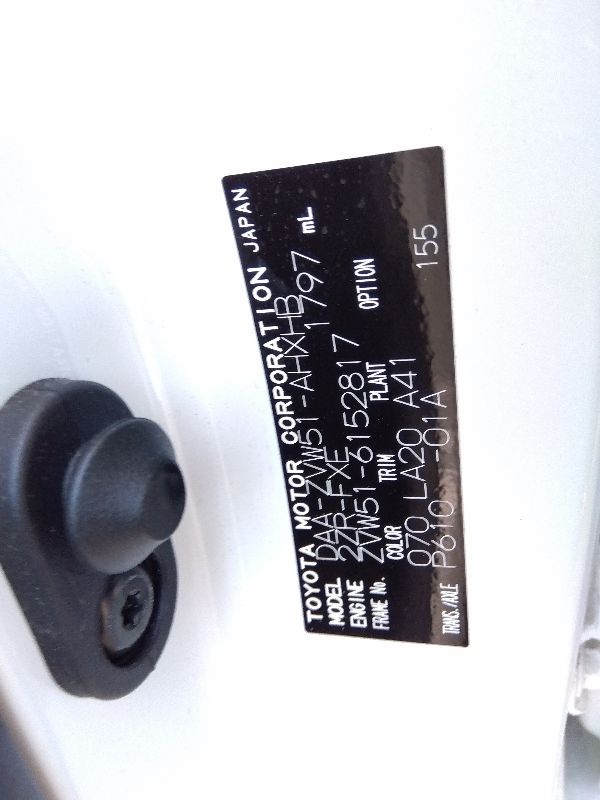 TOYOTA MOTOR CORPORATION JAPAN
MODEL DAA-ZVW51-AHXHB
ENGINE 2ZR-FXE 1797 mL
FRAME No. ZVW51-6152817
COLOR TRIM PLANT OPTION
070 LA20 A41
TRANS./AXLE P610 -01A 155